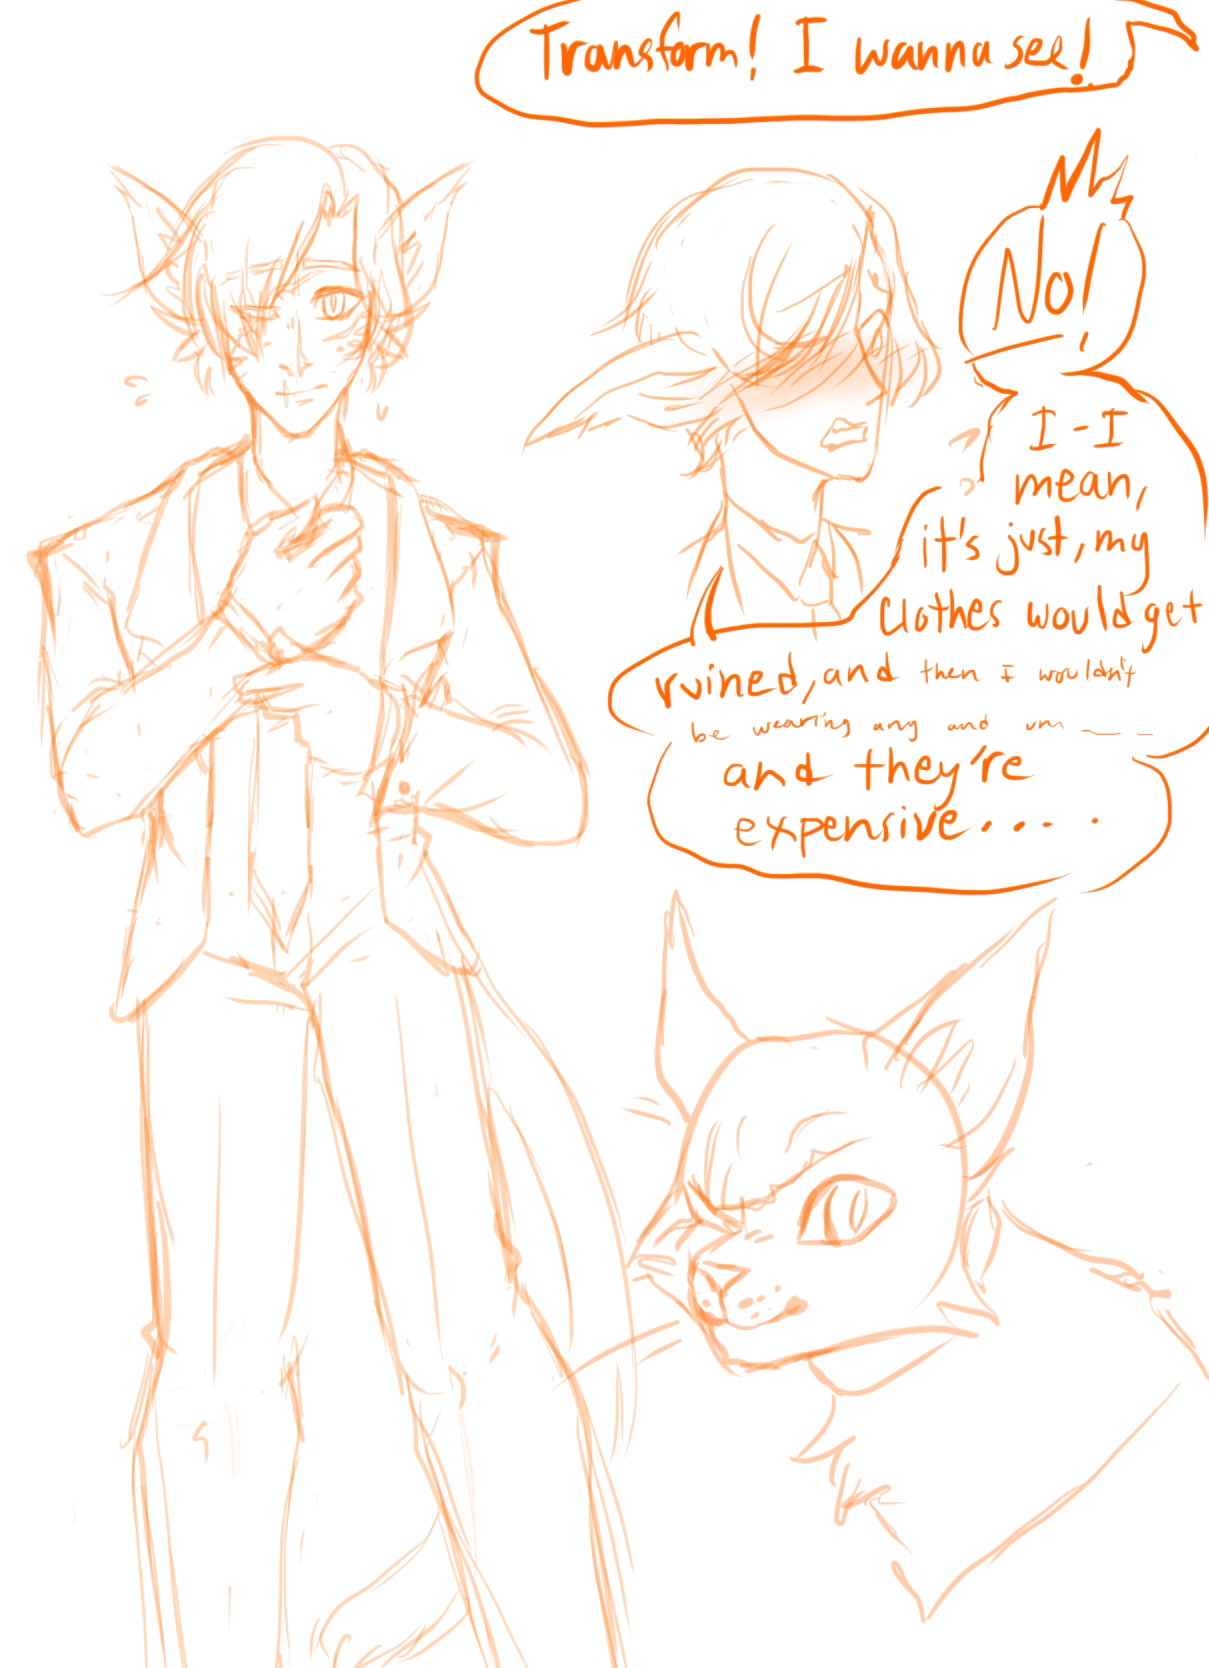 Transform! I wanna see!
No!
I-I
mean,
it's just, my
clothes would get
ruined, and then I wouldn't
be wearing any and um ___ _
and they're
expensive.....